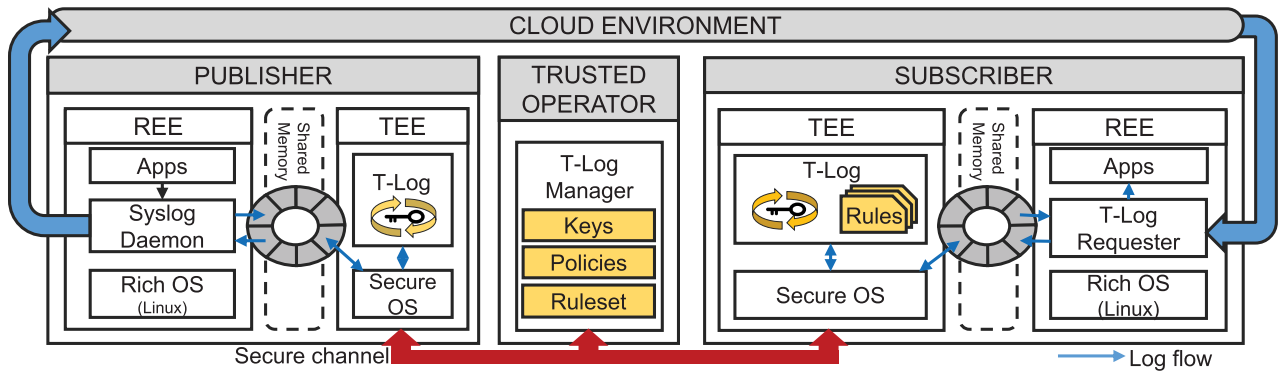 CLOUD ENVIRONMENT
PUBLISHER
REE
Apps
Syslog
Daemon
Rich OS
(Linux)
Shared
Memory
TEE
T-Log
Secure
OS
TRUSTED
OPERATOR
T-Log
Manager
Keys
Policies
Ruleset
SUBSCRIBER
TEE
T-Log
Rules
Secure OS
Shared
Memory
REE
Apps
T-Log
Requester
Rich OS
(Linux)
Secure channel
Log flow